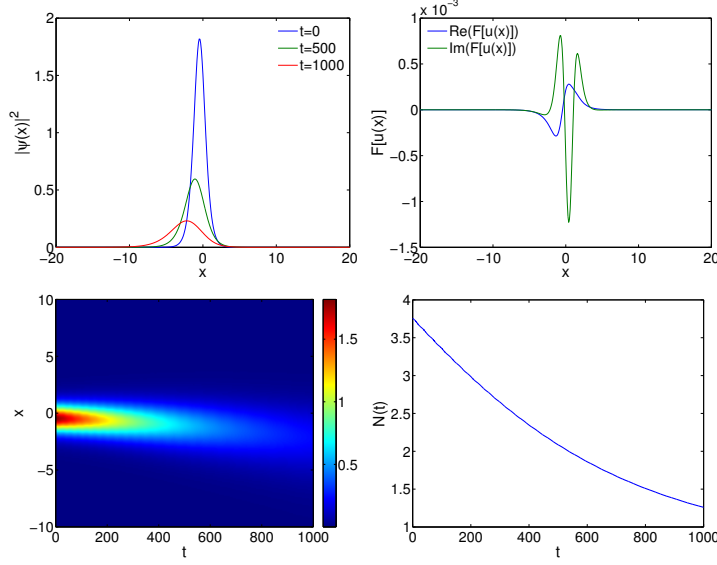 t=0
t=500
t=1000
|ψ(x)|²
2
1.5
1
0.5
0
−20 −10 0 10 20
x
x 10⁻³
Re(F[u(x)])
Im(F[u(x)])
F[u(x)]
1
0.5
0
−0.5
−1
−1.5
−20 −10 0 10 20
x
10
5
0
−5
−10
x
0 200 400 600 800 1000
t
1.5
1
0.5
4
3.5
3
2.5
2
1.5
1
N(t)
0 200 400 600 800 1000
t